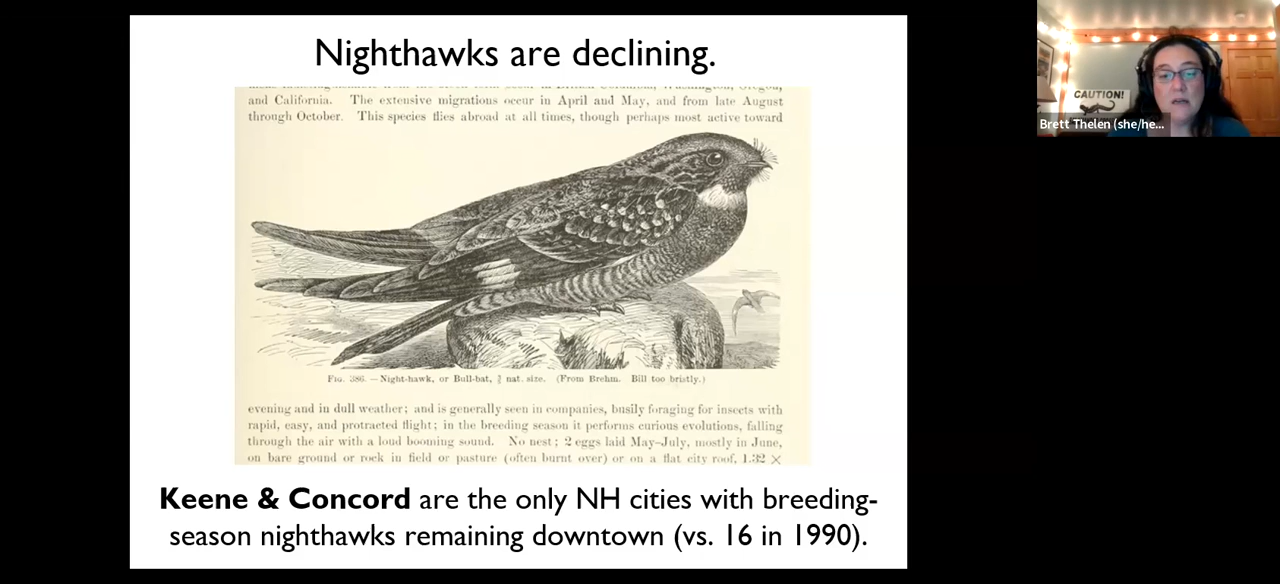 Nighthawks are declining.
and California. The extensive migrations occur in April and May, and from late August
through October. This species flies abroad at all times, though perhaps most active toward
Fig. 386. — Night-hawk, or Bull-bat, ⅔ nat. size. (From Brehm. Bill too bristly.)
evening and in dull weather; and is generally seen in companies, busily foraging for insects with
rapid, easy, and protracted flight; in the breeding season it performs curious evolutions, falling
through the air with a loud booming sound. No nest; 2 eggs laid May–July, mostly in June,
on bare ground or rock in field or pasture (often burnt over) or on a flat city roof, 1.32 ×
Keene & Concord are the only NH cities with breeding-
season nighthawks remaining downtown (vs. 16 in 1990).
CAUTION!
Brett Thelen (she/he...